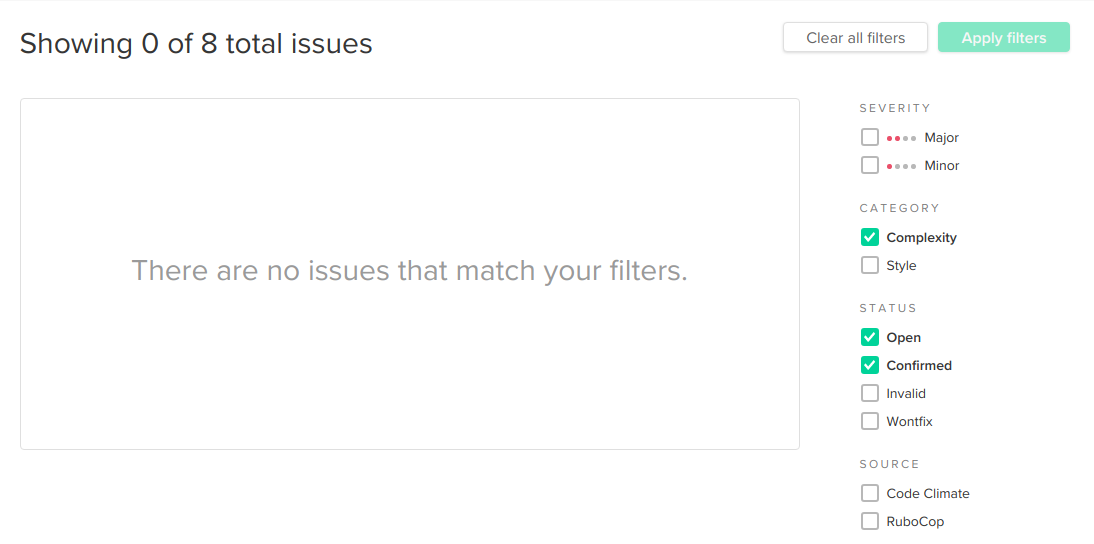 Showing 0 of 8 total issues
Clear all filters
Apply filters
There are no issues that match your filters.
SEVERITY
Major
Minor
CATEGORY
Complexity
Style
STATUS
Open
Confirmed
Invalid
Wontfix
SOURCE
Code Climate
RuboCop